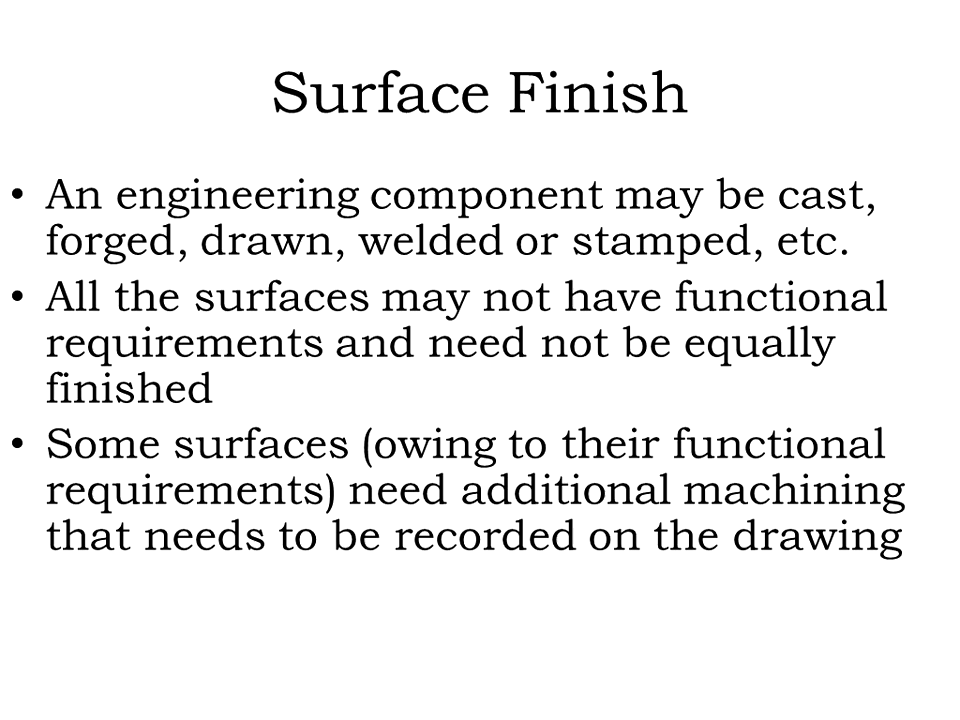 Surface Finish
• An engineering component may be cast,
forged, drawn, welded or stamped, etc.
• All the surfaces may not have functional
requirements and need not be equally
finished
• Some surfaces (owing to their functional
requirements) need additional machining
that needs to be recorded on the drawing